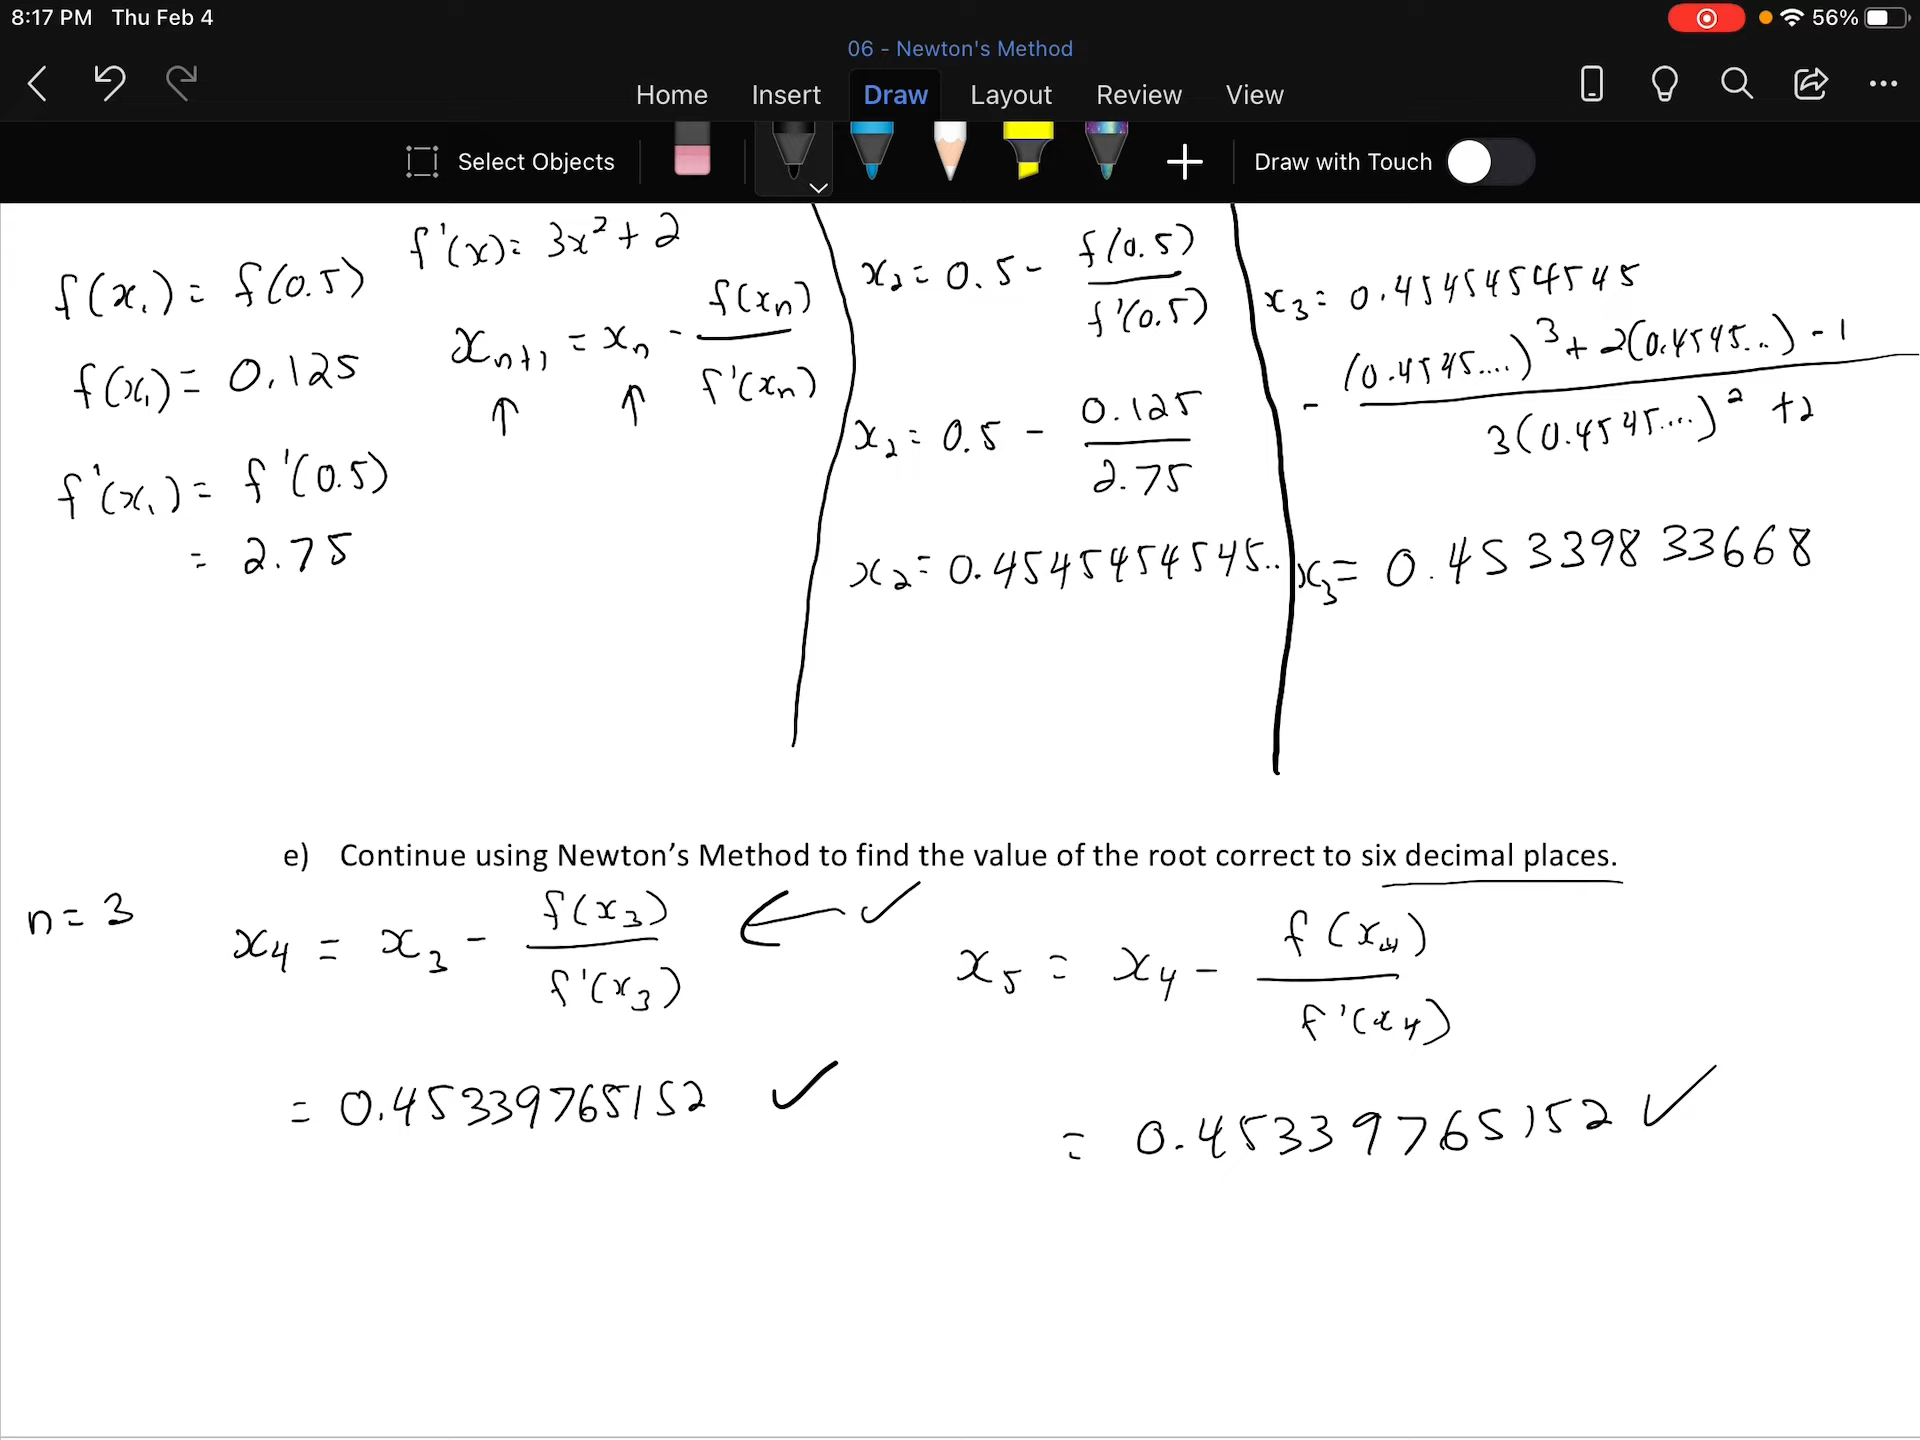 8:17 PM Thu Feb 4
56%
06 - Newton's Method
Home Insert Draw Layout Review View
Select Objects
Draw with Touch
f(x₁) = f(0.5)
f(x₁) = 0.125
f'(x₁) = f'(0.5)
= 2.75
f'(x) = 3x² + 2
xₙ₊₁ = xₙ - f(xₙ) / f'(xₙ)
↑ ↑
x₂ = 0.5 - f(0.5) / f'(0.5)
x₂ = 0.5 - 0.125 / 2.75
x₂ = 0.4545454545..
x₃ = 0.4545454545
- ((0.4545....)³ + 2(0.4545...) - 1) / (3(0.4545....)² + 2)
x₃ = 0.45339833668
e) Continue using Newton's Method to find the value of the root correct to six decimal places.
n = 3
x₄ = x₃ - f(x₃) / f'(x₃) ← ✓
= 0.45339765152 ✓
x₅ = x₄ - f(x₄) / f'(x₄)
= 0.45339765152 ✓